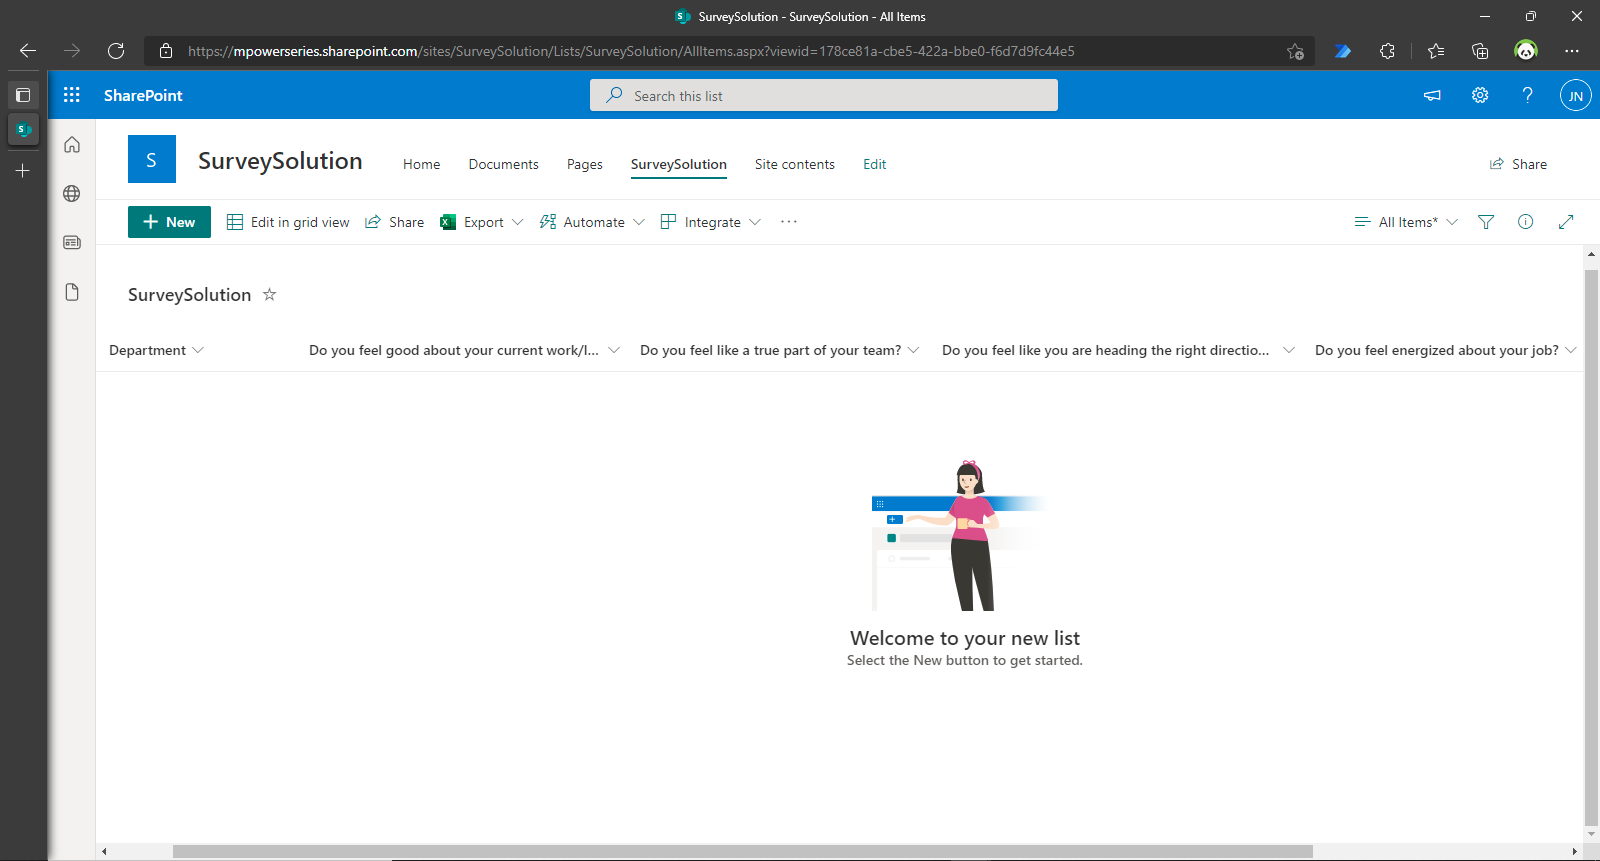 SurveySolution - SurveySolution - All Items
https://mpowerseries.sharepoint.com/sites/SurveySolution/Lists/SurveySolution/AllItems.aspx?viewid=178ce81a-cbe5-422a-bbe0-f6d7d9fc44e5
SharePoint
Search this list
JN
S
SurveySolution
Home
Documents
Pages
SurveySolution
Site contents
Edit
Share
New
Edit in grid view
Share
Export
Automate
Integrate
All Items*
SurveySolution
Department
Do you feel good about your current work/l...
Do you feel like a true part of your team?
Do you feel like you are heading the right directio...
Do you feel energized about your job?
Welcome to your new list
Select the New button to get started.